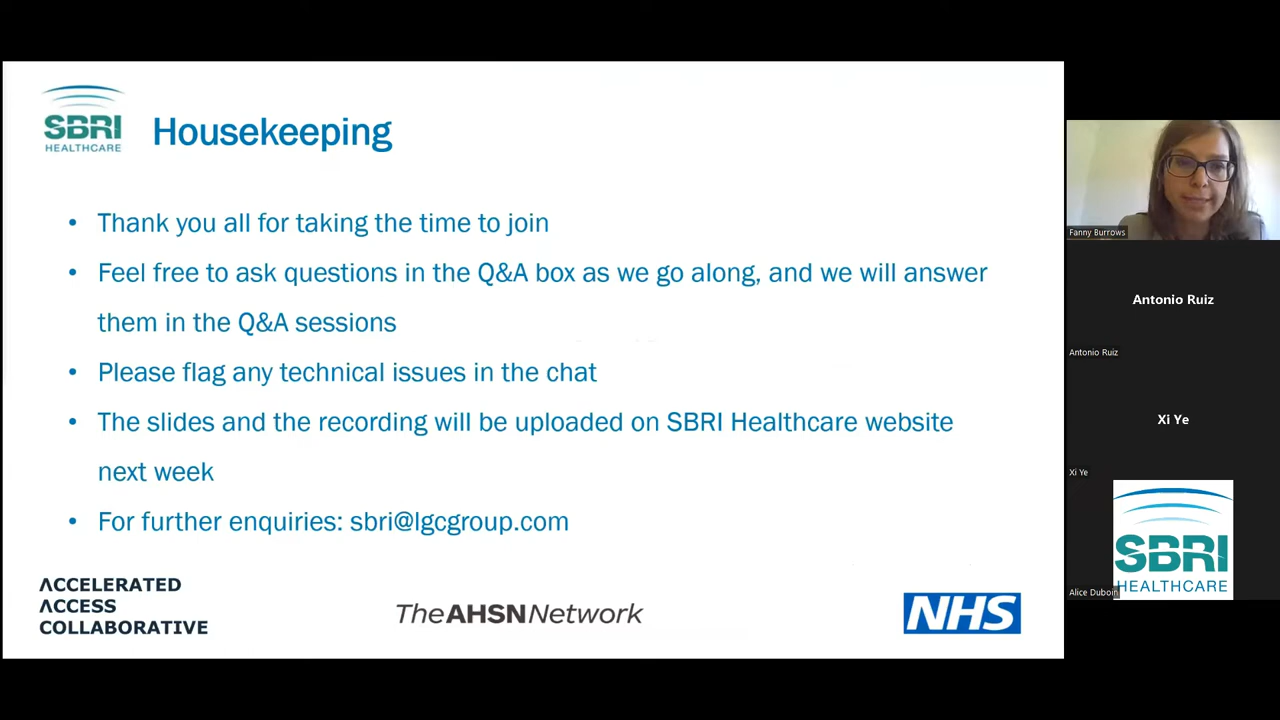 SBRI
HEALTHCARE
Housekeeping
• Thank you all for taking the time to join
• Feel free to ask questions in the Q&A box as we go along, and we will answer
them in the Q&A sessions
• Please flag any technical issues in the chat
• The slides and the recording will be uploaded on SBRI Healthcare website
next week
• For further enquiries: sbri@lgcgroup.com
ACCELERATED
ACCESS
COLLABORATIVE
The AHSN Network
NHS
Fanny Burrows
Antonio Ruiz
Antonio Ruiz
Xi Ye
Xi Ye
SBRI
HEALTHCARE
Alice Duboin